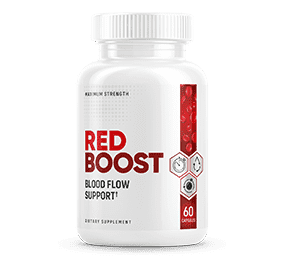 MAXIMUM STRENGTH
RED
BOOST
BLOOD FLOW
SUPPORT†
60
CAPSULES
DIETARY SUPPLEMENT